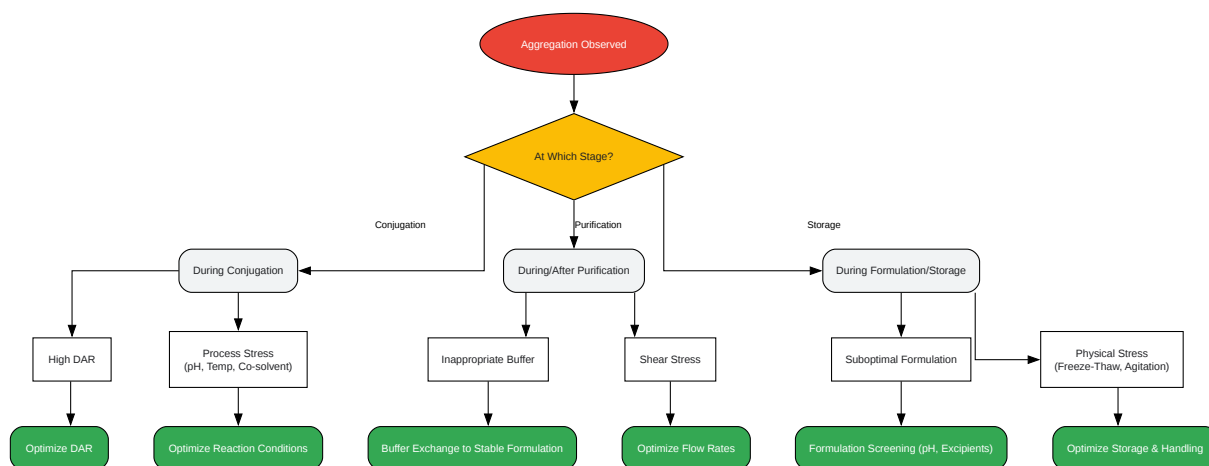 Aggregation Observed
At Which Stage?
Conjugation
Purification
Storage
During Conjugation
During/After Purification
During Formulation/Storage
High DAR
Process Stress
(pH, Temp, Co-solvent)
Inappropriate Buffer
Shear Stress
Suboptimal Formulation
Physical Stress
(Freeze-Thaw, Agitation)
Optimize DAR
Optimize Reaction Conditions
Buffer Exchange to Stable Formulation
Optimize Flow Rates
Formulation Screening (pH, Excipients)
Optimize Storage & Handling